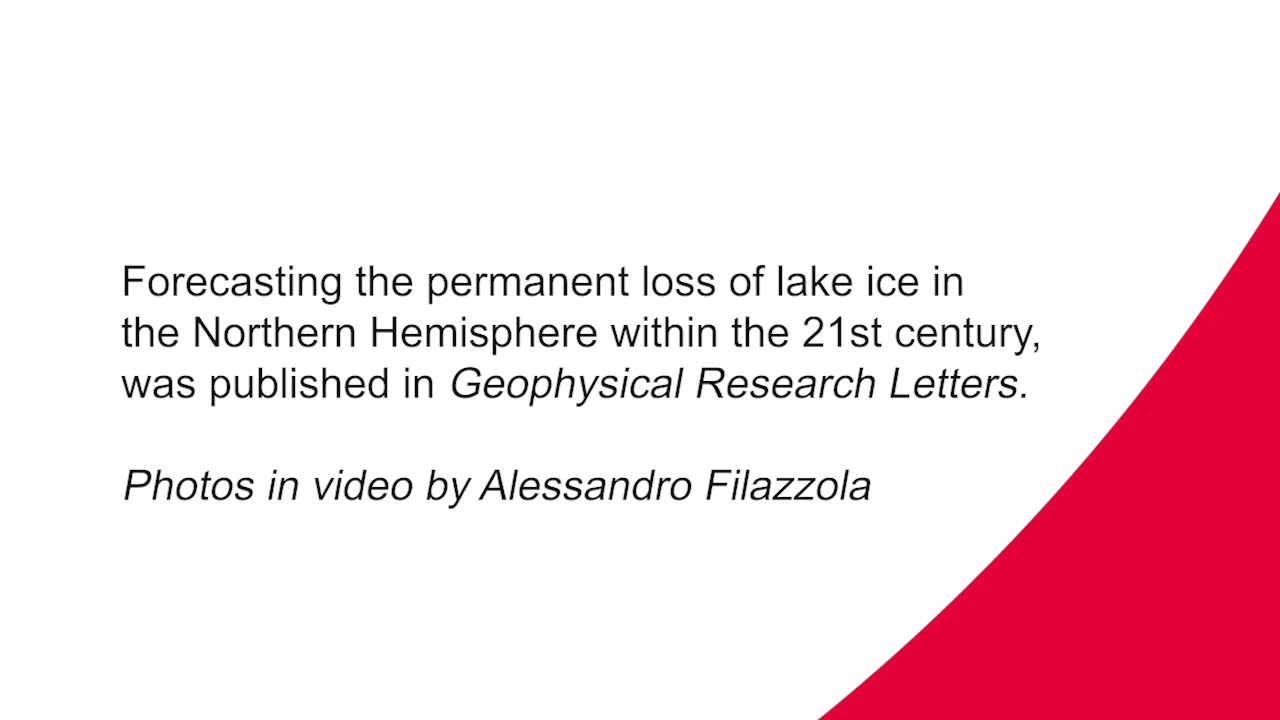 Forecasting the permanent loss of lake ice in
the Northern Hemisphere within the 21st century,
was published in Geophysical Research Letters.
Photos in video by Alessandro Filazzola